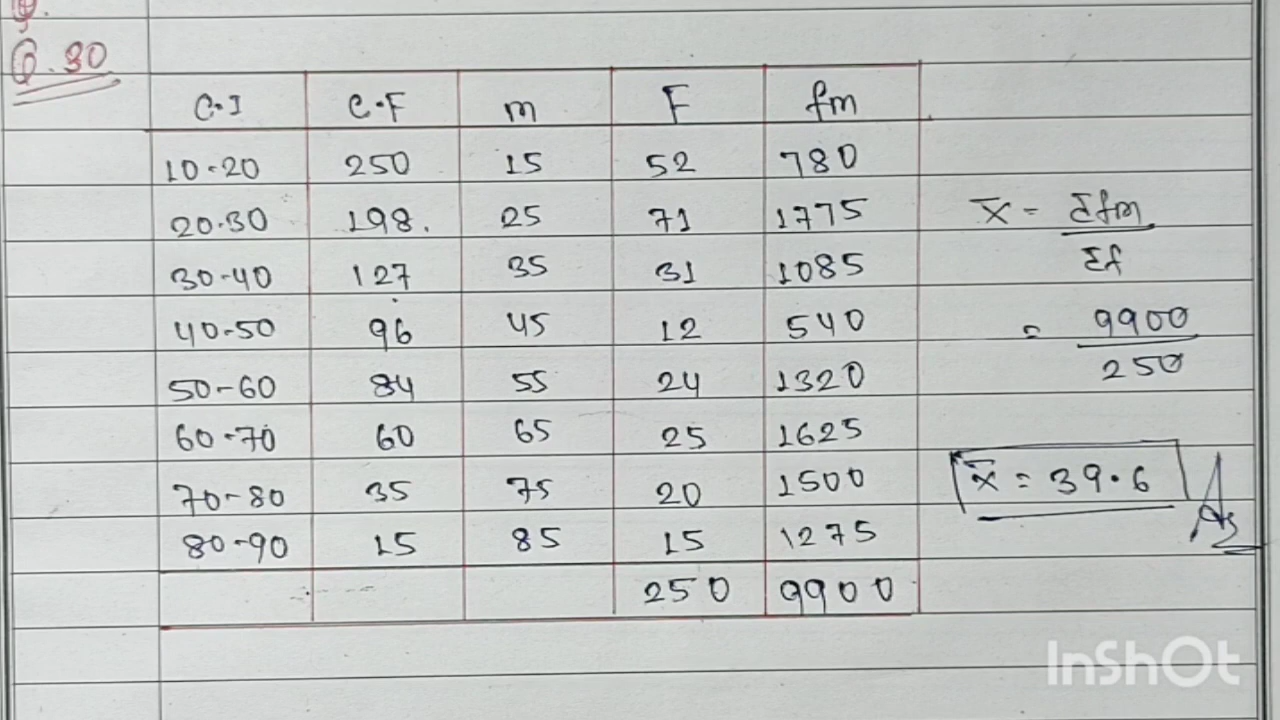 Q.30
C.I C.F m F fm
10-20 250 15 52 780
20-30 198. 25 71 1775
30-40 127 35 31 1085
40-50 96 45 12 540
50-60 84 55 24 1320
60-70 60 65 25 1625
70-80 35 75 20 1500
80-90 15 85 15 1275
250 9900
x̄ = Σfm
Σf
= 9900
250
x̄ = 39.6 Ans
InShOt